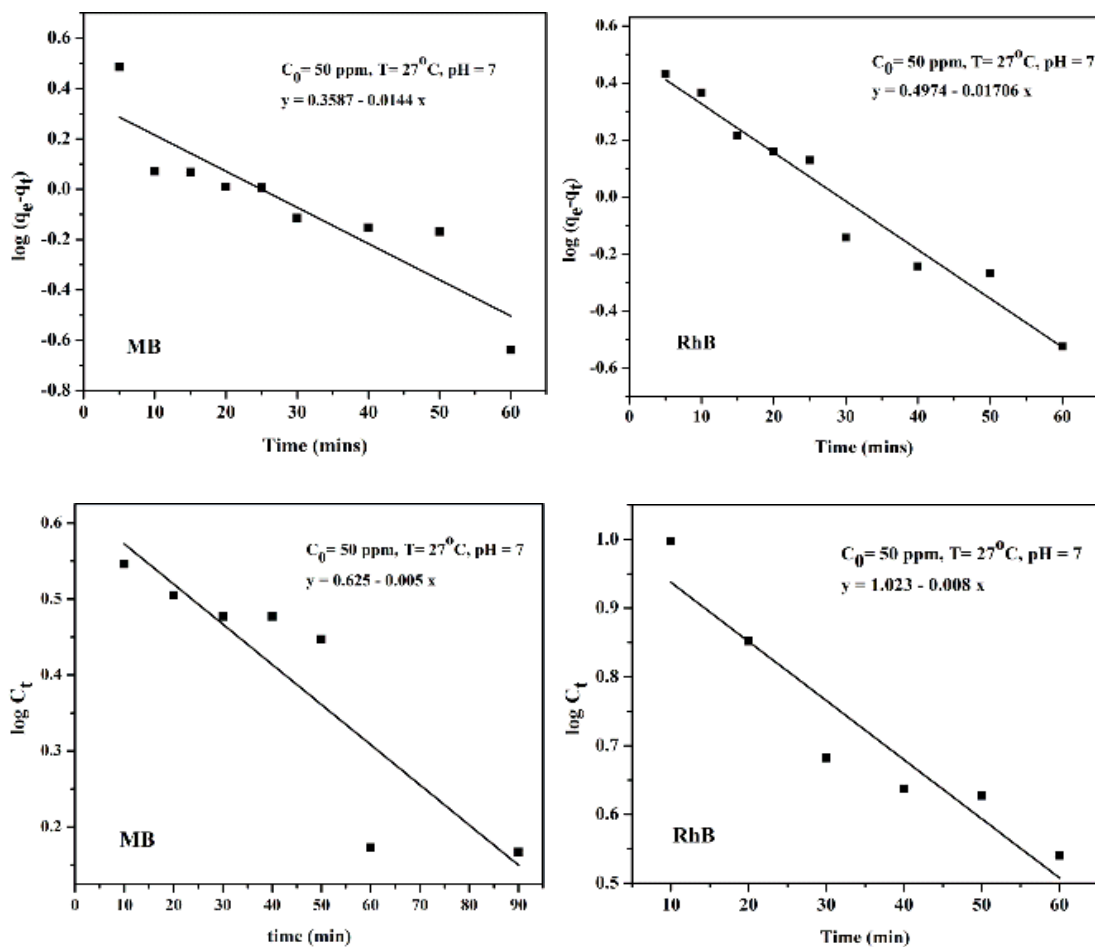 0.6
0.4
0.2
0.0
-0.2
-0.4
-0.6
-0.8
log (qe-qt)
C0= 50 ppm, T= 27oC, pH = 7
y = 0.3587 - 0.0144 x
MB
0 10 20 30 40 50 60
Time (mins)
0.6
0.4
0.2
0.0
-0.2
-0.4
-0.6
log (qe-qt)
C0= 50 ppm, T= 27oC, pH = 7
y = 0.4974 - 0.01706 x
RhB
0 10 20 30 40 50 60
Time (mins)
0.6
0.5
0.4
0.3
0.2
log Ct
C0= 50 ppm, T= 27oC, pH = 7
y = 0.625 - 0.005 x
MB
0 10 20 30 40 50 60 70 80 90
time (min)
1.0
0.9
0.8
0.7
0.6
0.5
log Ct
C0= 50 ppm, T= 27oC, pH = 7
y = 1.023 - 0.008 x
RhB
10 20 30 40 50 60
Time (min)